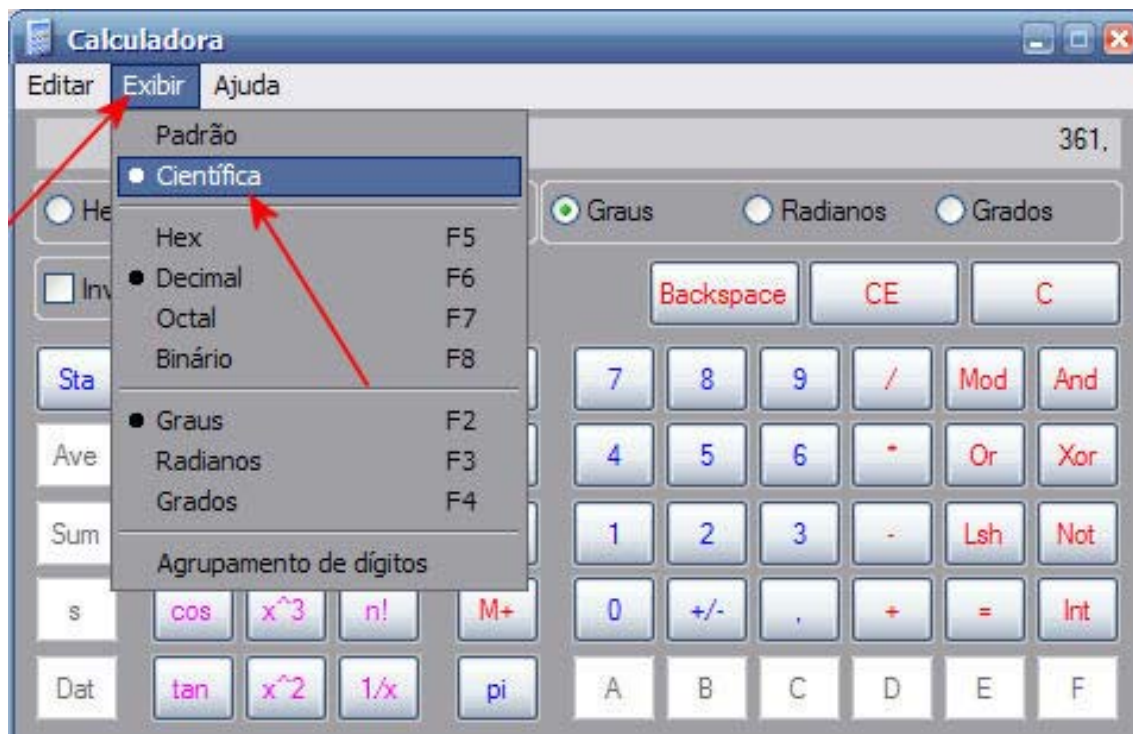 Calculadora
Editar Exibir Ajuda
361,
Padrão
Científica
Hex F5
Decimal F6
Octal F7
Binário F8
Graus F2
Radianos F3
Grados F4
Agrupamento de dígitos
He Graus Radianos Grados
Inv Backspace CE C
Sta 7 8 9 / Mod And
Ave 4 5 6 * Or Xor
Sum 1 2 3 - Lsh Not
s cos x^3 n! M+ 0 +/- , + = Int
Dat tan x^2 1/x pi A B C D E F